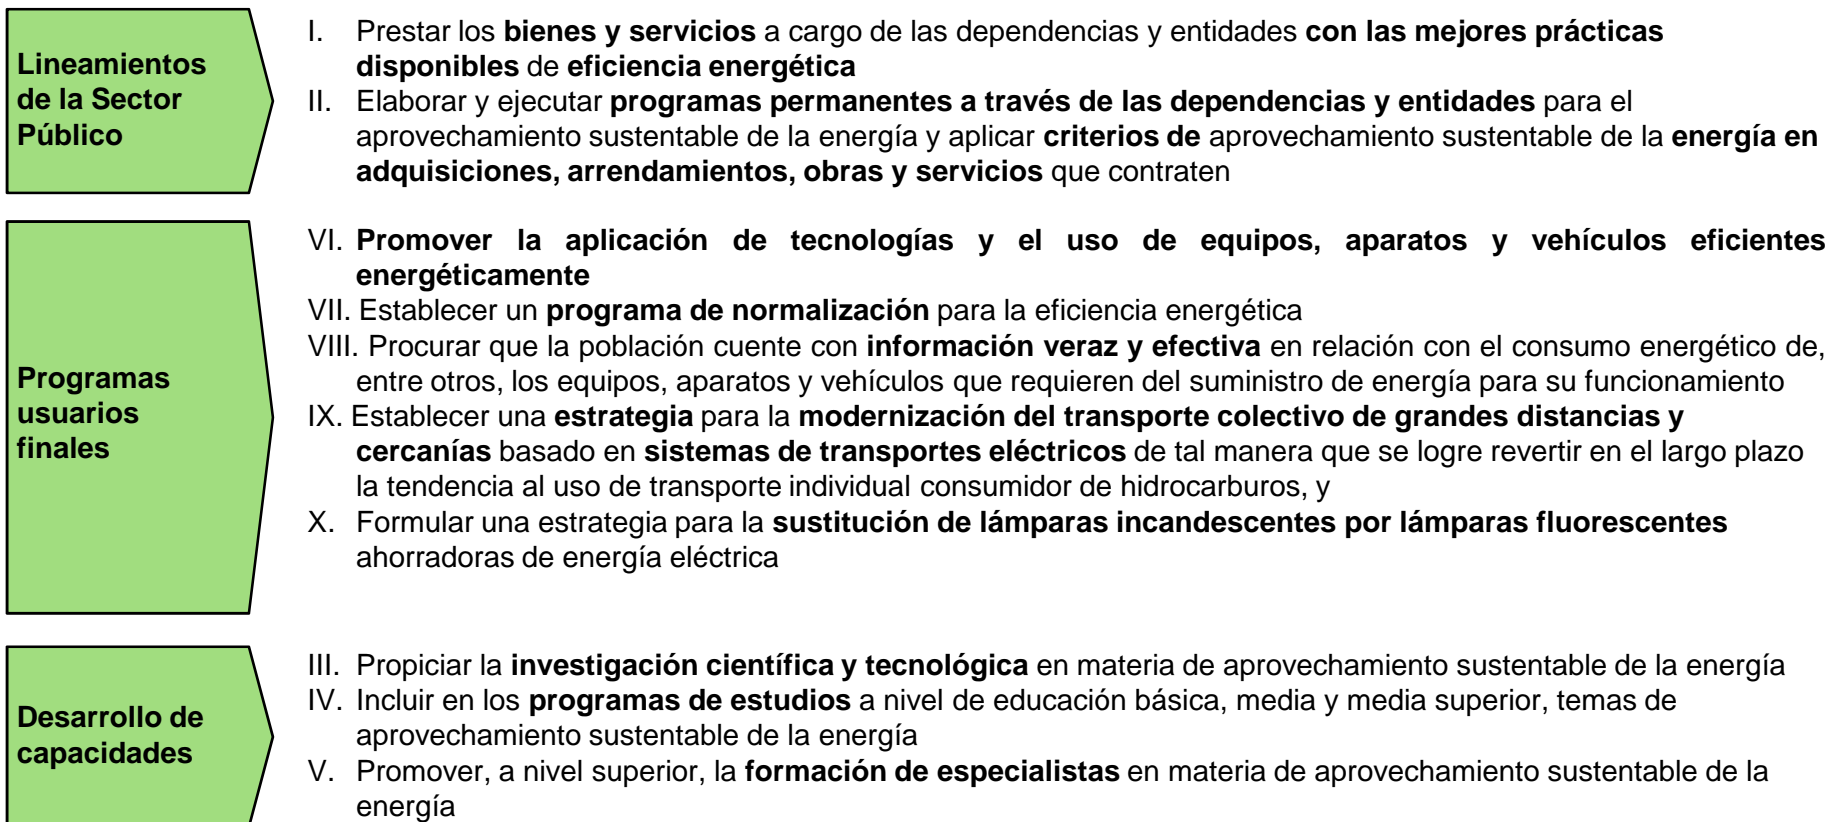 Lineamientos
de la Sector
Público
I. Prestar los bienes y servicios a cargo de las dependencias y entidades con las mejores prácticas
disponibles de eficiencia energética
II. Elaborar y ejecutar programas permanentes a través de las dependencias y entidades para el
aprovechamiento sustentable de la energía y aplicar criterios de aprovechamiento sustentable de la energía en
adquisiciones, arrendamientos, obras y servicios que contraten
Programas
usuarios
finales
VI. Promover la aplicación de tecnologías y el uso de equipos, aparatos y vehículos eficientes
energéticamente
VII. Establecer un programa de normalización para la eficiencia energética
VIII. Procurar que la población cuente con información veraz y efectiva en relación con el consumo energético de,
entre otros, los equipos, aparatos y vehículos que requieren del suministro de energía para su funcionamiento
IX. Establecer una estrategia para la modernización del transporte colectivo de grandes distancias y
cercanías basado en sistemas de transportes eléctricos de tal manera que se logre revertir en el largo plazo
la tendencia al uso de transporte individual consumidor de hidrocarburos, y
X. Formular una estrategia para la sustitución de lámparas incandescentes por lámparas fluorescentes
ahorradoras de energía eléctrica
Desarrollo de
capacidades
III. Propiciar la investigación científica y tecnológica en materia de aprovechamiento sustentable de la energía
IV. Incluir en los programas de estudios a nivel de educación básica, media y media superior, temas de
aprovechamiento sustentable de la energía
V. Promover, a nivel superior, la formación de especialistas en materia de aprovechamiento sustentable de la
energía